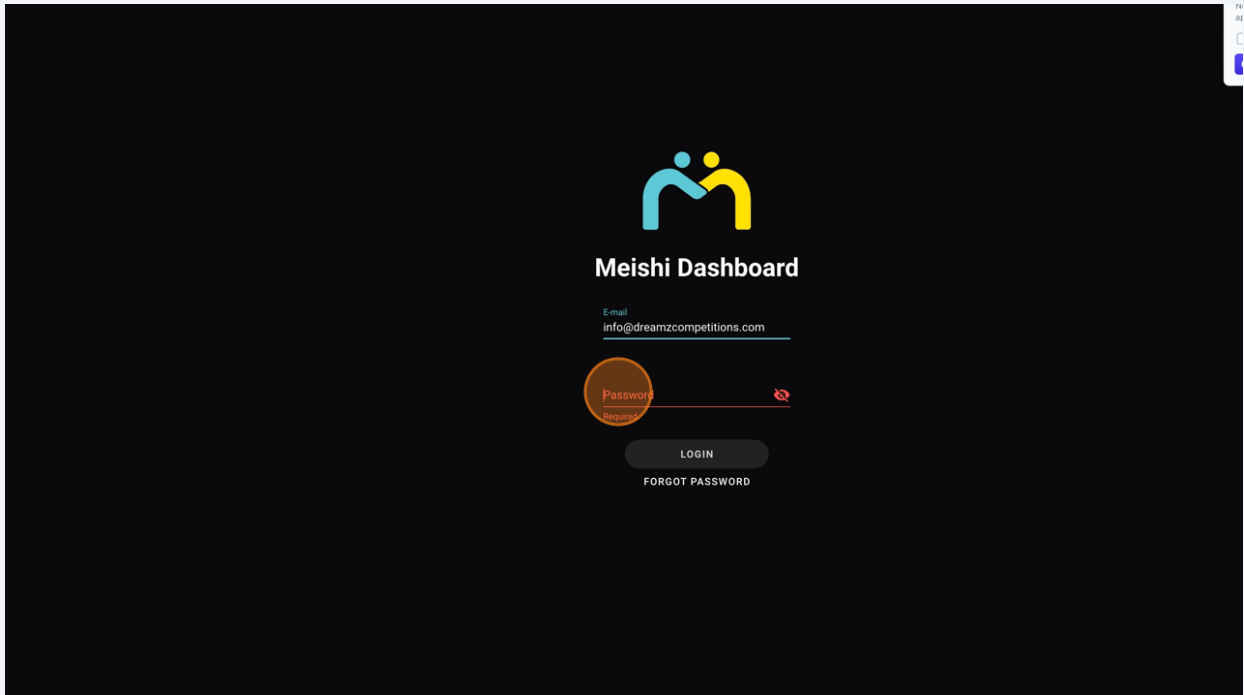 Meishi Dashboard
E-mail
info@dreamzcompetitions.com
Password
Required
LOGIN
FORGOT PASSWORD